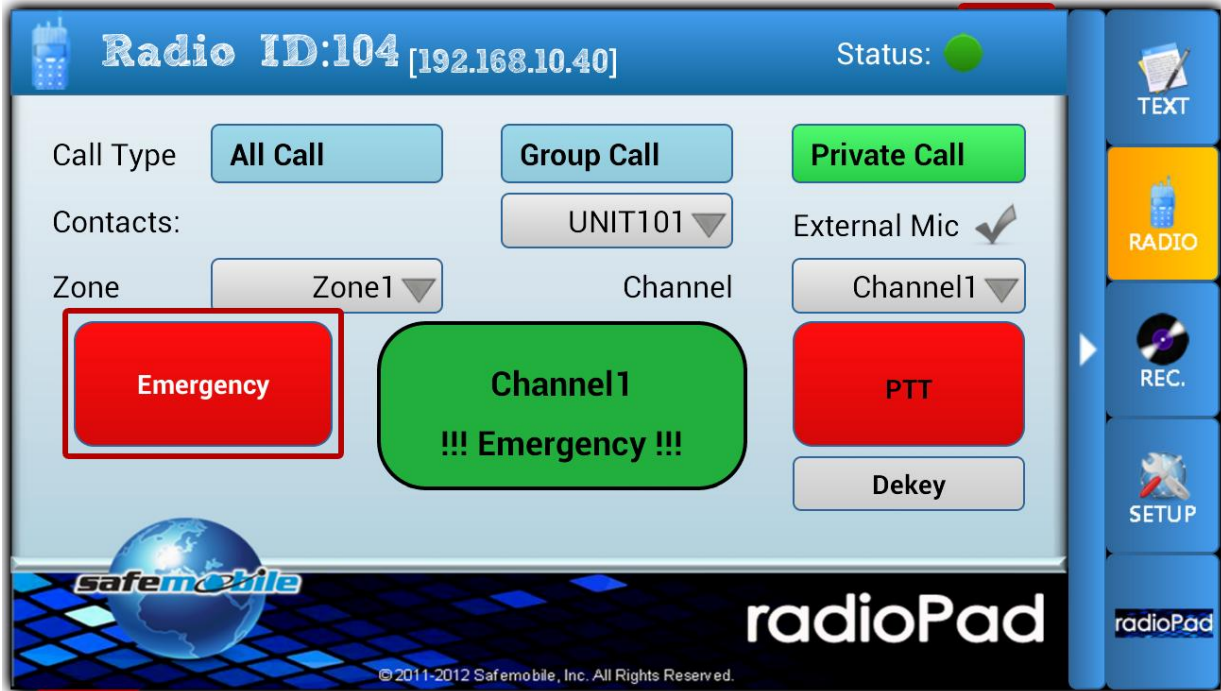 Radio ID:104 [192.168.10.40]
Status:
Call Type
All Call
Group Call
Private Call
Contacts:
UNIT101
External Mic
Zone
Zone1
Channel
Channel1
Emergency
Channel1
!!! Emergency !!!
PTT
Dekey
safemobile
radioPad
©2011-2012 Safemobile, Inc. All Rights Reserved.
TEXT
RADIO
REC.
SETUP
radioPad